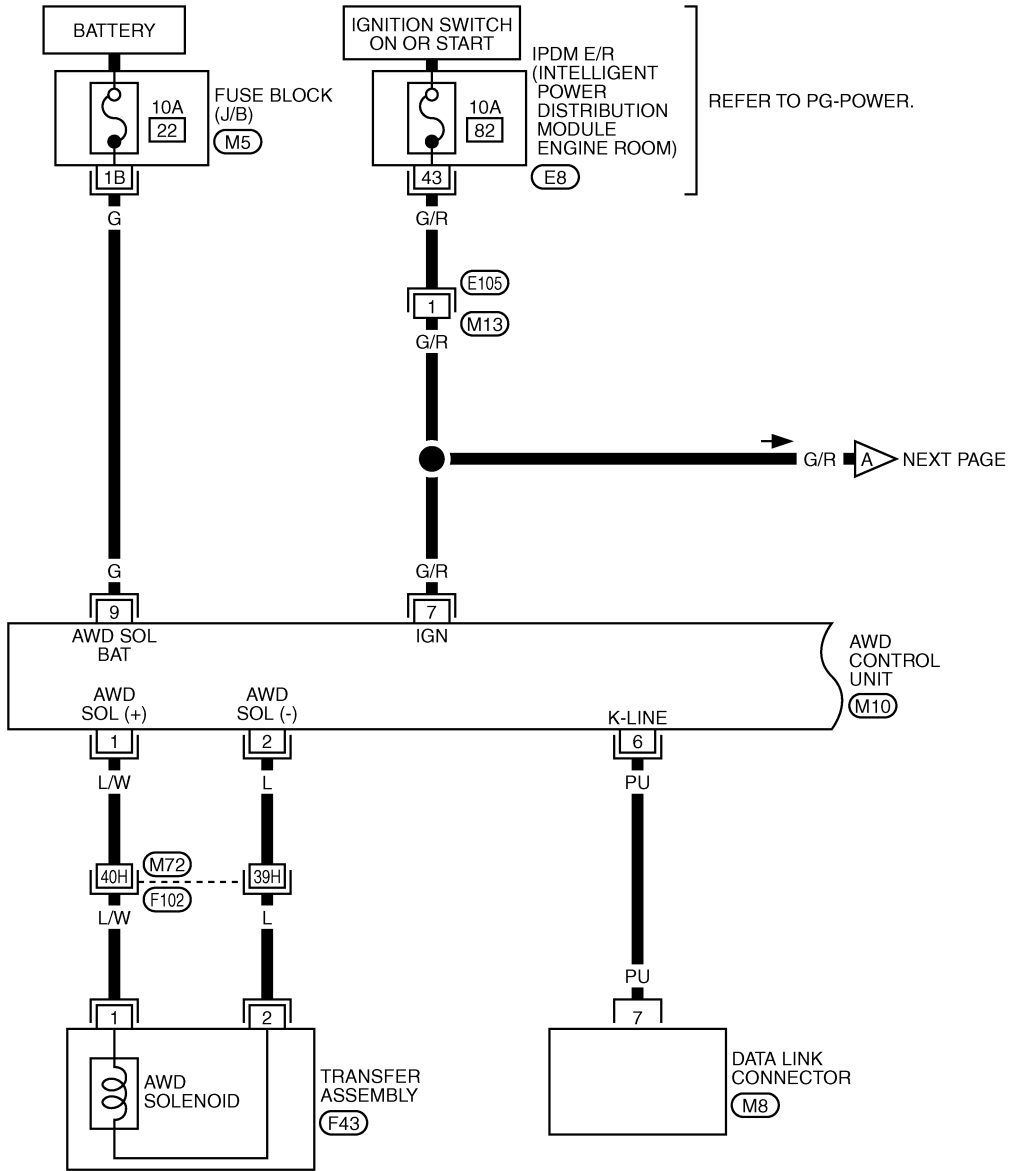 BATTERY
IGNITION SWITCH
ON OR START
10A
22
FUSE BLOCK
(J/B)
M5
10A
82
IPDM E/R
(INTELLIGENT
POWER
DISTRIBUTION
MODULE
ENGINE ROOM)
E8
REFER TO PG-POWER.
1B
43
G
G/R
E105
1
M13
G/R
G/R
A
NEXT PAGE
G
G/R
9
7
AWD SOL
BAT
IGN
AWD
CONTROL
UNIT
M10
AWD
SOL (+)
AWD
SOL (-)
K-LINE
1
2
6
L/W
L
PU
40H
M72
F102
39H
L/W
L
PU
1
2
7
AWD
SOLENOID
TRANSFER
ASSEMBLY
F43
DATA LINK
CONNECTOR
M8